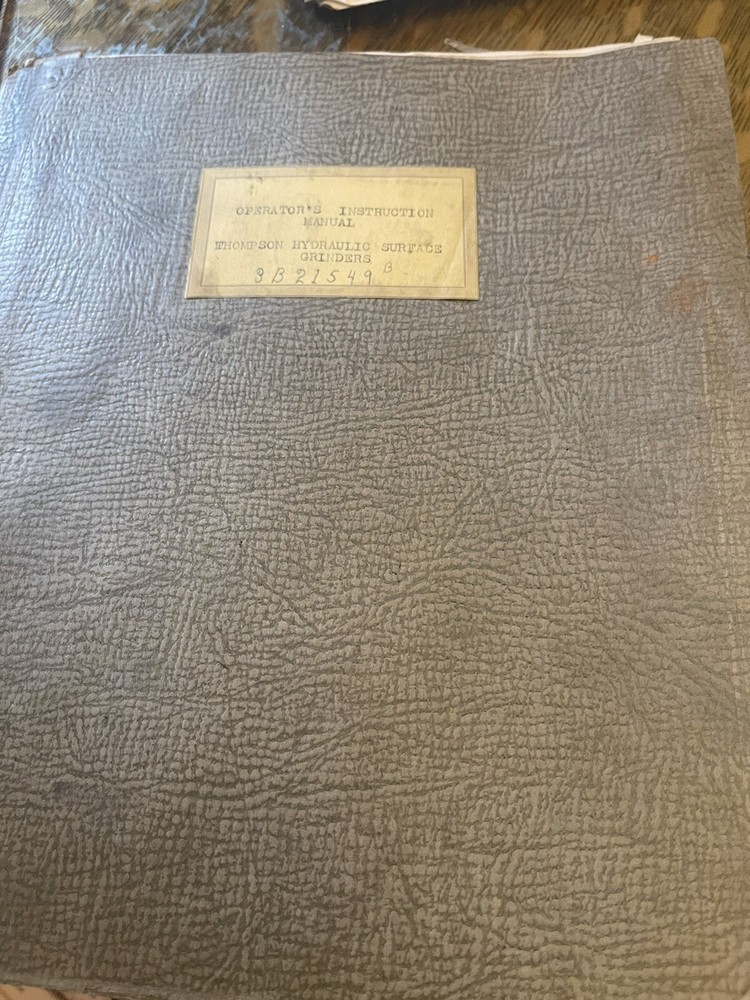 OPERATOR'S INSTRUCTION
MANUAL
THOMPSON HYDRAULIC SURFACE
GRINDERS
3B21549 B